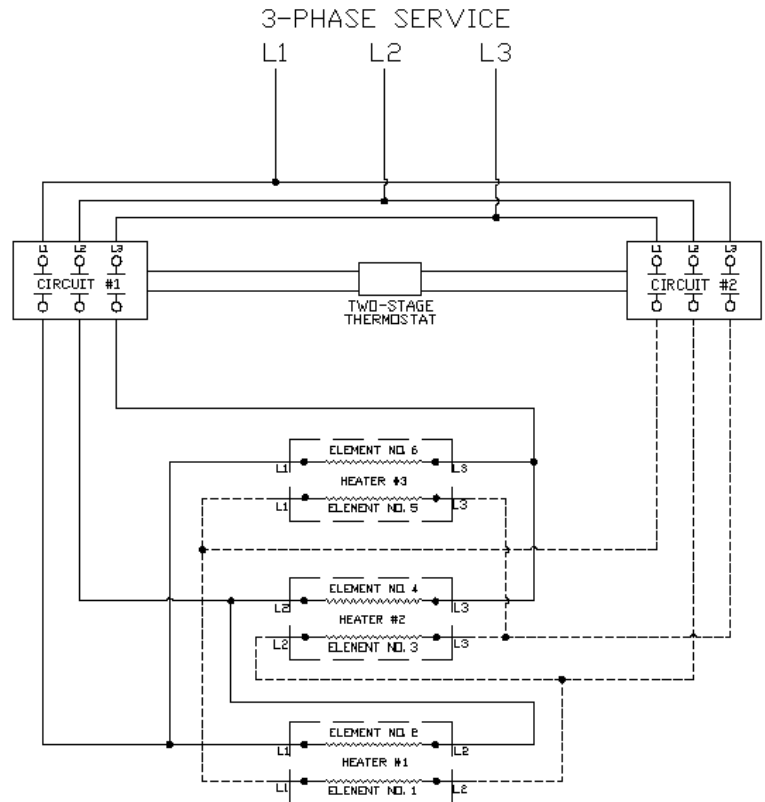 3-PHASE SERVICE
L1 L2 L3
L1 L2 L3
CIRCUIT #1
L1 L2 L3
CIRCUIT #2
TWO-STAGE
THERMOSTAT
ELEMENT NO. 6
L1 L3
HEATER #3
L1 L3
ELEMENT NO. 5
ELEMENT NO. 4
L2 L3
HEATER #2
L2 L3
ELENENT NO. 3
ELEMENT NO. 2
L1 L2
HEATER #1
L1 L2
ELEMENT NO. 1